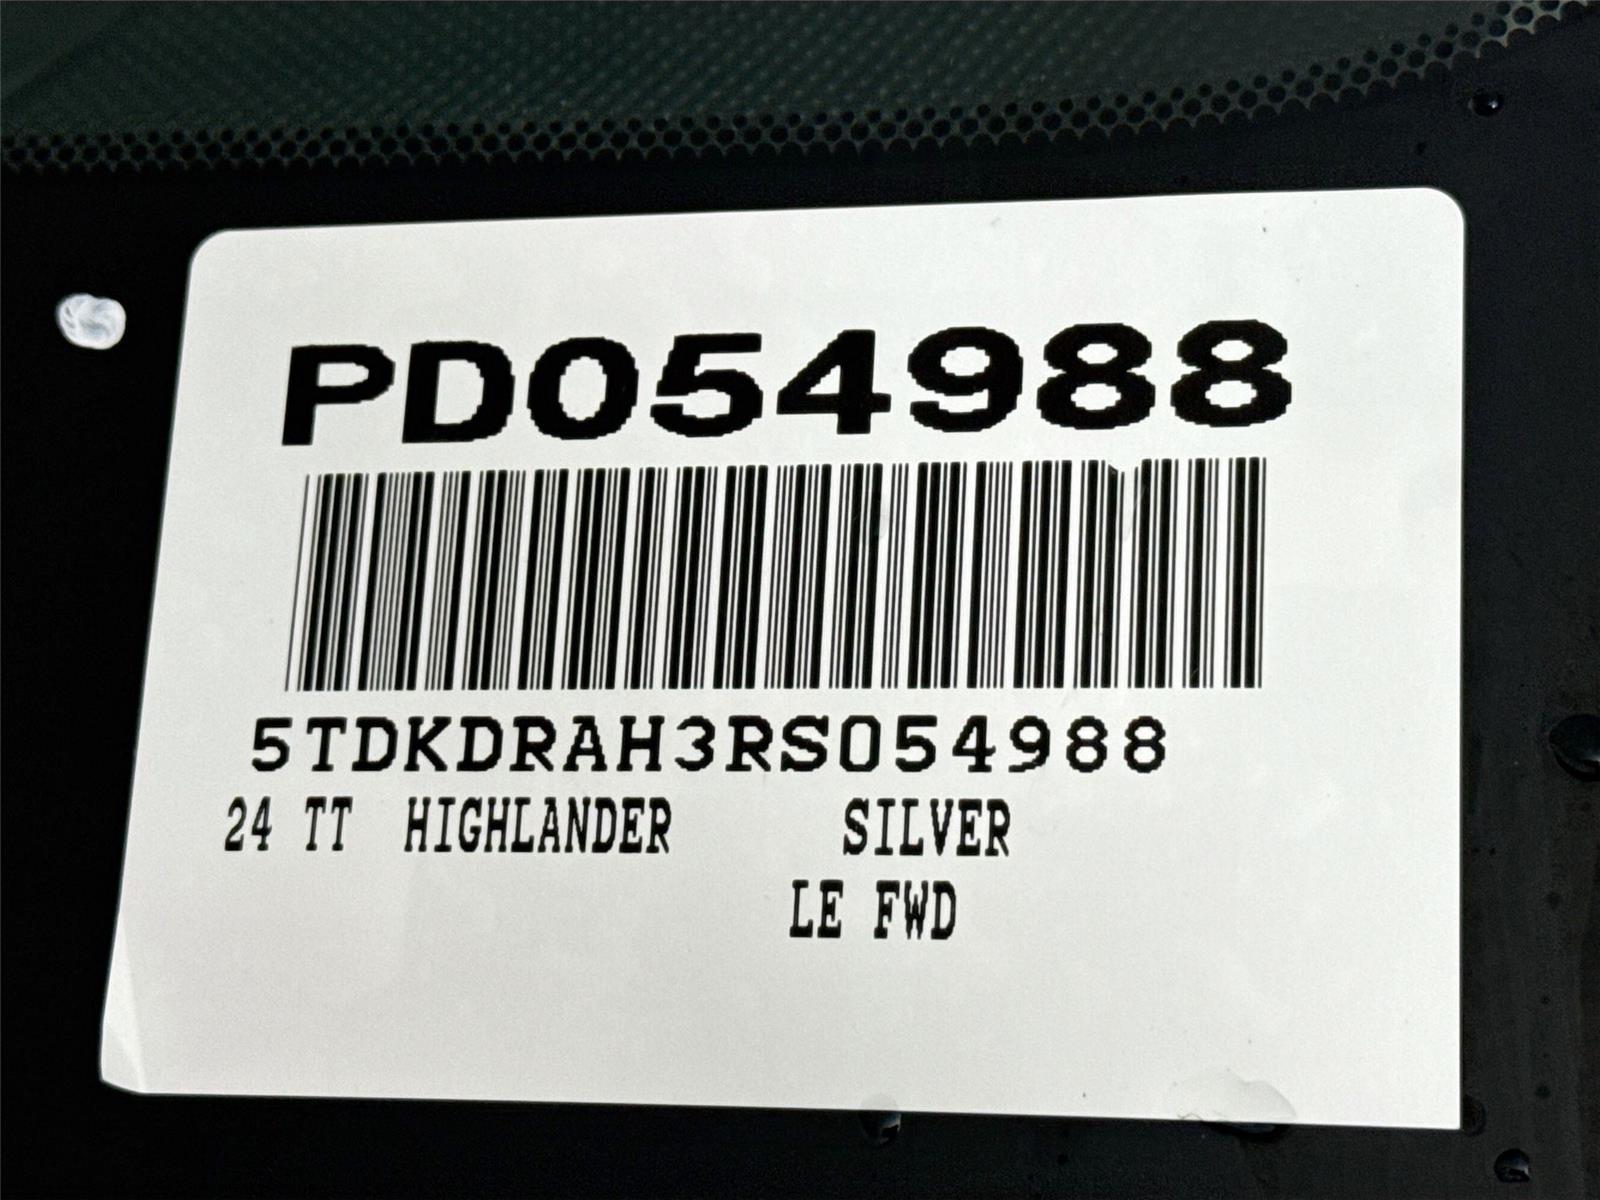 PD054988
5TDKDRAH3RS054988
24 TT HIGHLANDER SILVER
LE FWD